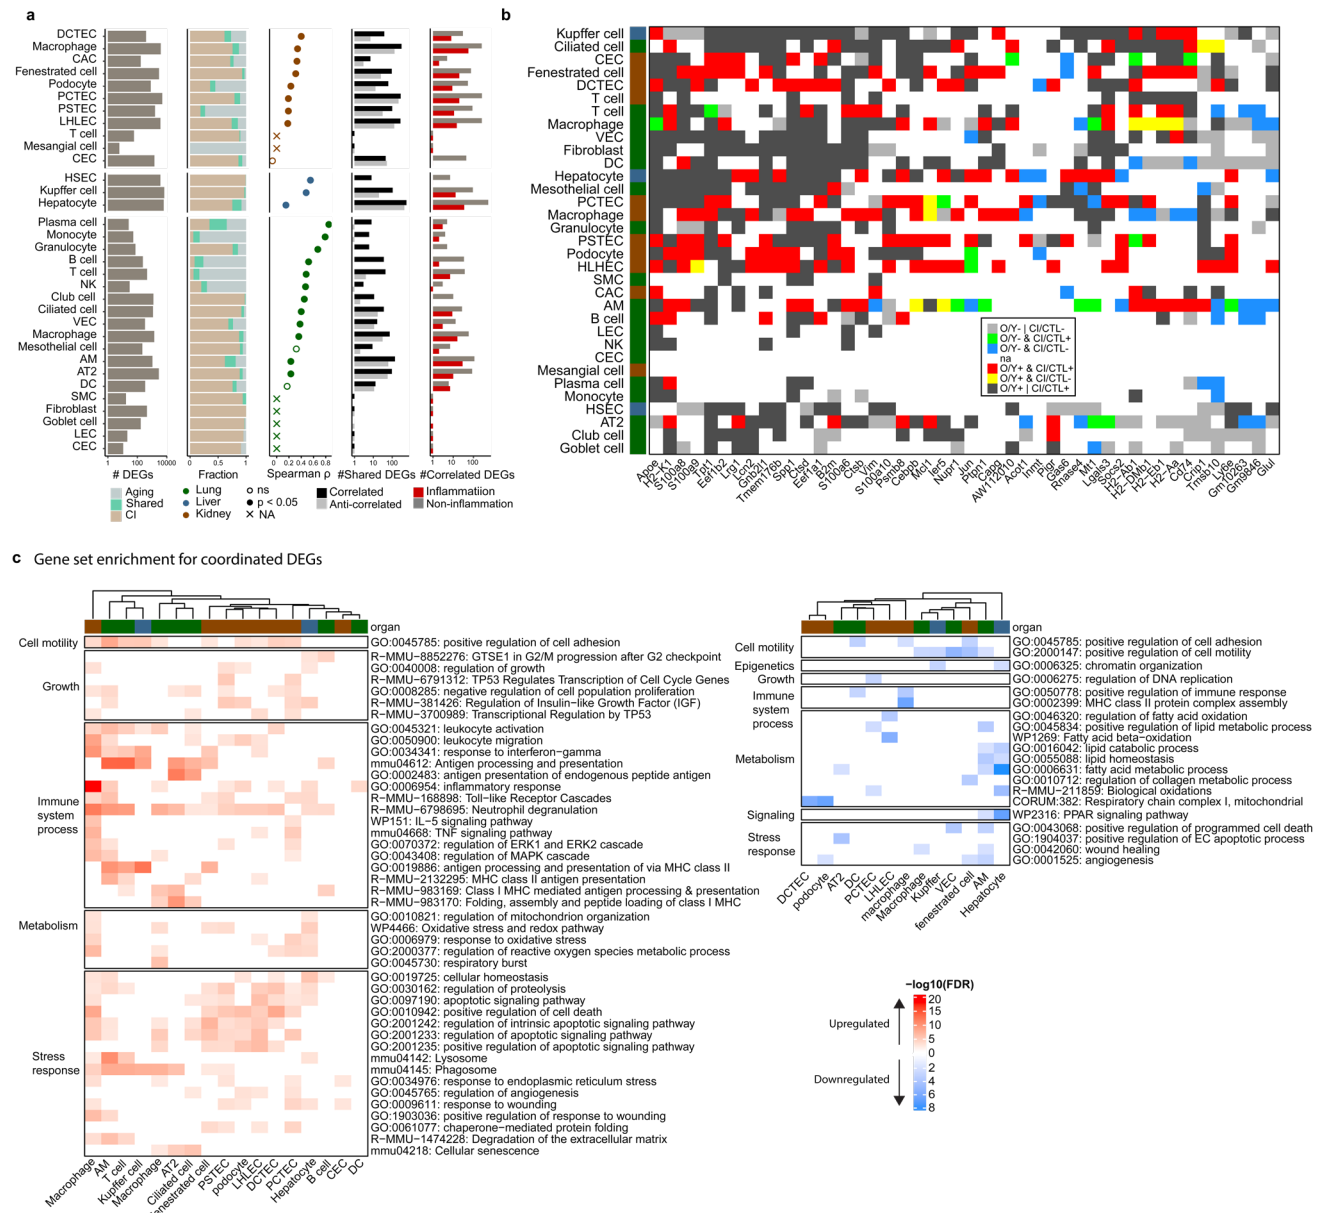 a
DCTEC
Macrophage
CAC
Fenestrated cell
Podocyte
PCTEC
PSTEC
LHLEC
T cell
Mesangial cell
CEC
HSEC
Kupffer cell
Hepatocyte
Plasma cell
Monocyte
Granulocyte
B cell
T cell
NK
Club cell
Ciliated cell
VEC
Macrophage
Mesothelial cell
AM
AT2
DC
SMC
Fibroblast
Goblet cell
LEC
CEC
1 100 10000
# DEGs
Fraction
0 0.2 0.4 0.6 0.8
Spearman ρ
1 10 100
#Shared DEGs
1 10 100
#Correlated DEGs
Aging
Shared
CI
Lung
Liver
Kidney
ns
p < 0.05
NA
Correlated
Anti-correlated
Inflammation
Non-inflammation
b
Kupffer cell
Ciliated cell
CEC
Fenestrated cell
DCTEC
T cell
T cell
Macrophage
VEC
Fibroblast
DC
Hepatocyte
Mesothelial cell
PCTEC
Macrophage
Granulocyte
PSTEC
Podocyte
HLHEC
SMC
CAC
AM
B cell
LEC
NK
CEC
Mesangial cell
Plasma cell
Monocyte
HSEC
AT2
Club cell
Goblet cell
O/Y- | CI/CTL-
O/Y- & CI/CTL+
O/Y- & CI/CTL-
na
O/Y+ & CI/CTL+
O/Y+ & CI/CTL-
O/Y+ | CI/CTL+
Apoe
H2-K1
S100a8
S100a9
Tpt1
Eef1b2
Lrg1
Lcn2
Gnb2l1
Tmem176b
Spp1
Ctsd
Eef1a1
B2m
S100a6
Ctsb
Vim
S100a10
Psmb8
Cebpb
Mcl1
Ier5
Nupr1
Jun
Ptpn1
Fabp1
AW112010
Acot1
Inmt
Pigr
Gas6
Rnase4
Mt1
Lgals3
Socs2
H2-Ab1
H2-DMb1
H2-Eb1
H2-Aa
Cd74
Crip1
Tmsb10
Ly6e
Gm10263
Gm9846
Glul
c Gene set enrichment for coordinated DEGs
organ
Cell motility
GO:0045785: positive regulation of cell adhesion
Growth
R-MMU-8852276: GTSE1 in G2/M progression after G2 checkpoint
GO:0040008: regulation of growth
R-MMU-6791312: TP53 Regulates Transcription of Cell Cycle Genes
GO:0008285: negative regulation of cell population proliferation
R-MMU-381426: Regulation of Insulin-like Growth Factor (IGF)
R-MMU-3700989: Transcriptional Regulation by TP53
Immune
system
process
GO:0045321: leukocyte activation
GO:0050900: leukocyte migration
GO:0034341: response to interferon-gamma
mmu04612: Antigen processing and presentation
GO:0002483: antigen presentation of endogenous peptide antigen
GO:0006954: inflammatory response
R-MMU-168898: Toll-like Receptor Cascades
R-MMU-6798695: Neutrophil degranulation
WP151: IL-5 signaling pathway
mmu04668: TNF signaling pathway
GO:0070372: regulation of ERK1 and ERK2 cascade
GO:0043408: regulation of MAPK cascade
GO:0019886: antigen processing and presentation of via MHC class II
R-MMU-2132295: MHC class II antigen presentation
R-MMU-983169: Class I MHC mediated antigen processing & presentation
R-MMU-983170: Folding, assembly and peptide loading of class I MHC
Metabolism
GO:0010821: regulation of mitochondrion organization
WP4466: Oxidative stress and redox pathway
GO:0006979: response to oxidative stress
GO:2000377: regulation of reactive oxygen species metabolic process
GO:0045730: respiratory burst
Stress
response
GO:0019725: cellular homeostasis
GO:0030162: regulation of proteolysis
GO:0097190: apoptotic signaling pathway
GO:0010942: positive regulation of cell death
GO:2001242: regulation of intrinsic apoptotic signaling pathway
GO:2001233: regulation of apoptotic signaling pathway
GO:2001235: positive regulation of apoptotic signaling pathway
mmu04142: Lysosome
mmu04145: Phagosome
GO:0034976: response to endoplasmic reticulum stress
GO:0045765: regulation of angiogenesis
GO:0009611: response to wounding
GO:1903036: positive regulation of response to wounding
GO:0061077: chaperone-mediated protein folding
R-MMU-1474228: Degradation of the extracellular matrix
mmu04218: Cellular senescence
Macrophage
AM
T cell
Kupffer cell
Macrophage
AT2
Ciliated cell
PSTEC
podocyte
LHLEC
DCTEC
PCTEC
Hepatocyte
B cell
CEC
DC
organ
Cell motility
GO:0045785: positive regulation of cell adhesion
GO:2000147: positive regulation of cell motility
Epigenetics
GO:0006325: chromatin organization
Growth
GO:0006275: regulation of DNA replication
Immune
system
process
GO:0050778: positive regulation of immune response
GO:0002399: MHC class II protein complex assembly
Metabolism
GO:0046320: regulation of fatty acid oxidation
GO:0045834: positive regulation of lipid metabolic process
WP1269: Fatty acid beta-oxidation
GO:0016042: lipid catabolic process
GO:0055088: lipid homeostasis
GO:0006631: fatty acid metabolic process
GO:0010712: regulation of collagen metabolic process
R-MMU-211859: Biological oxidations
CORUM:382: Respiratory chain complex I, mitochondrial
Signaling
WP2316: PPAR signaling pathway
Stress
response
GO:0043068: positive regulation of programmed cell death
GO:1904037: positive regulation of EC apoptotic process
GO:0042060: wound healing
GO:0001525: angiogenesis
DCTEC
podocyte
AT2
DC
PCTEC
LHLEC
macrophage
Macrophage
Kupffer
VEC
fenestrated cell
AM
Hepatocyte
−log10(FDR)
Upregulated
Downregulated
20
15
10
5
0
2
4
6
8